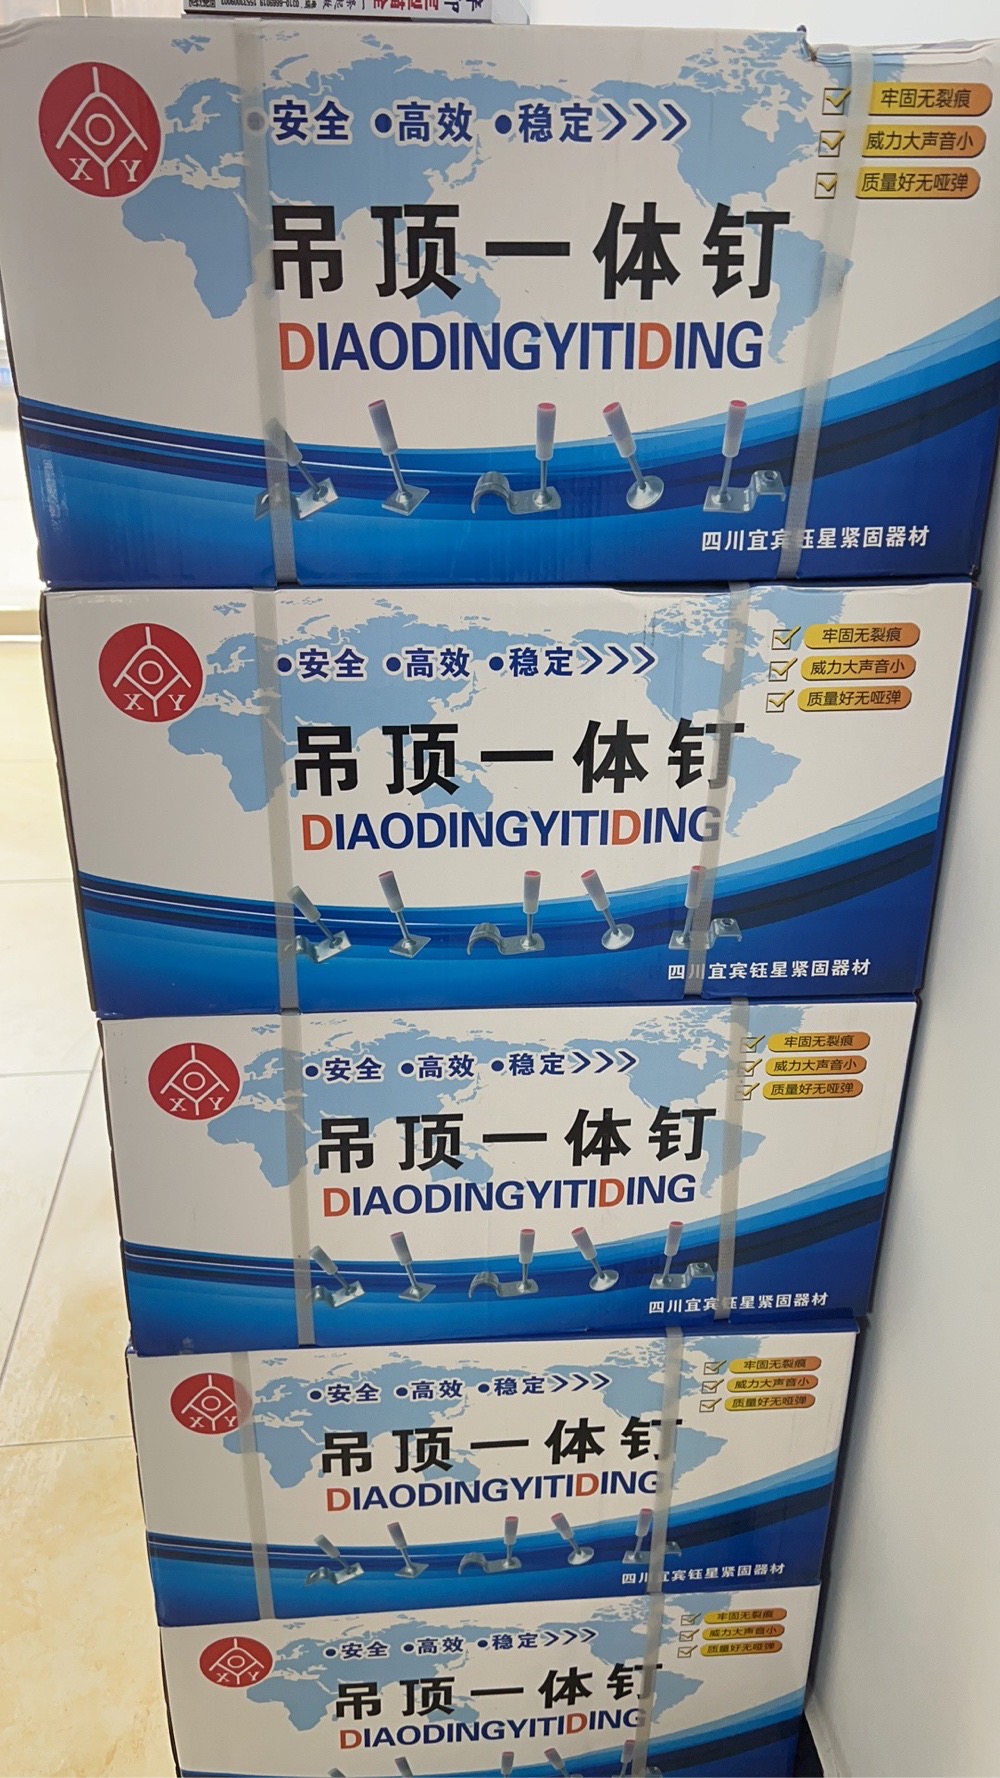 XY
•安全 •高效 •稳定>>>
牢固无裂痕
威力大声音小
质量好无哑弹
吊顶一体钉
DIAODINGYITIDING
四川宜宾钰星紧固器材
XY
•安全 •高效 •稳定>>>
牢固无裂痕
威力大声音小
质量好无哑弹
吊顶一体钉
DIAODINGYITIDING
四川宜宾钰星紧固器材
XY
•安全 •高效 •稳定>>>
牢固无裂痕
威力大声音小
质量好无哑弹
吊顶一体钉
DIAODINGYITIDING
四川宜宾钰星紧固器材
XY
•安全 •高效 •稳定>>>
牢固无裂痕
威力大声音小
质量好无哑弹
吊顶一体钉
DIAODINGYITIDING
四川宜宾钰星紧固器材
XY
•安全 •高效 •稳定>>>
牢固无裂痕
威力大声音小
质量好无哑弹
吊顶一体钉
DIAODINGYITIDING